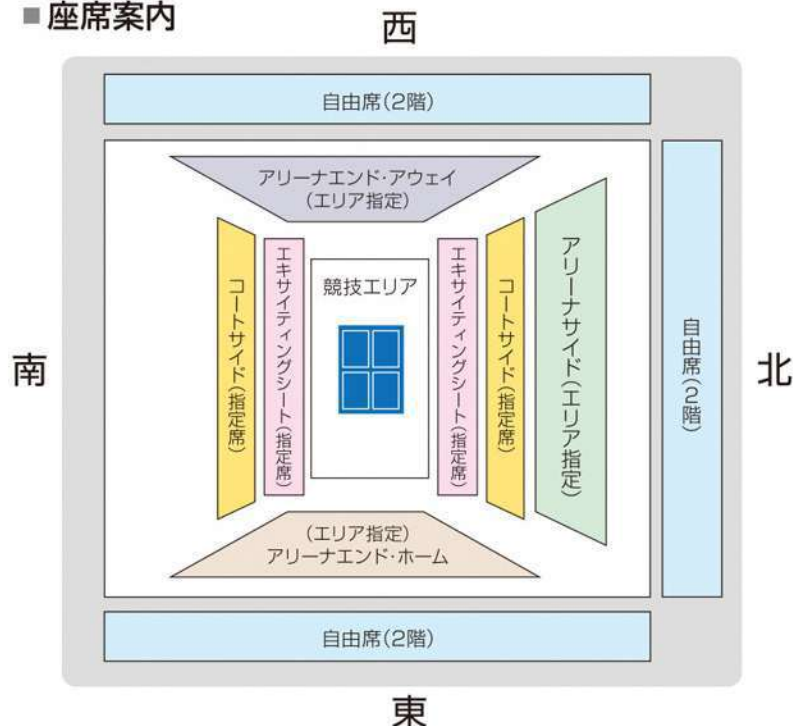 ■ 座席案内
西
自由席(2階)
アリーナエンド・アウェイ
(エリア指定)
南
コートサイド(指定席)
エキサイティングシート(指定席)
競技エリア
エキサイティングシート(指定席)
コートサイド(指定席)
アリーナサイド(エリア指定)
自由席(2階)
北
(エリア指定)
アリーナエンド・ホーム
自由席(2階)
東